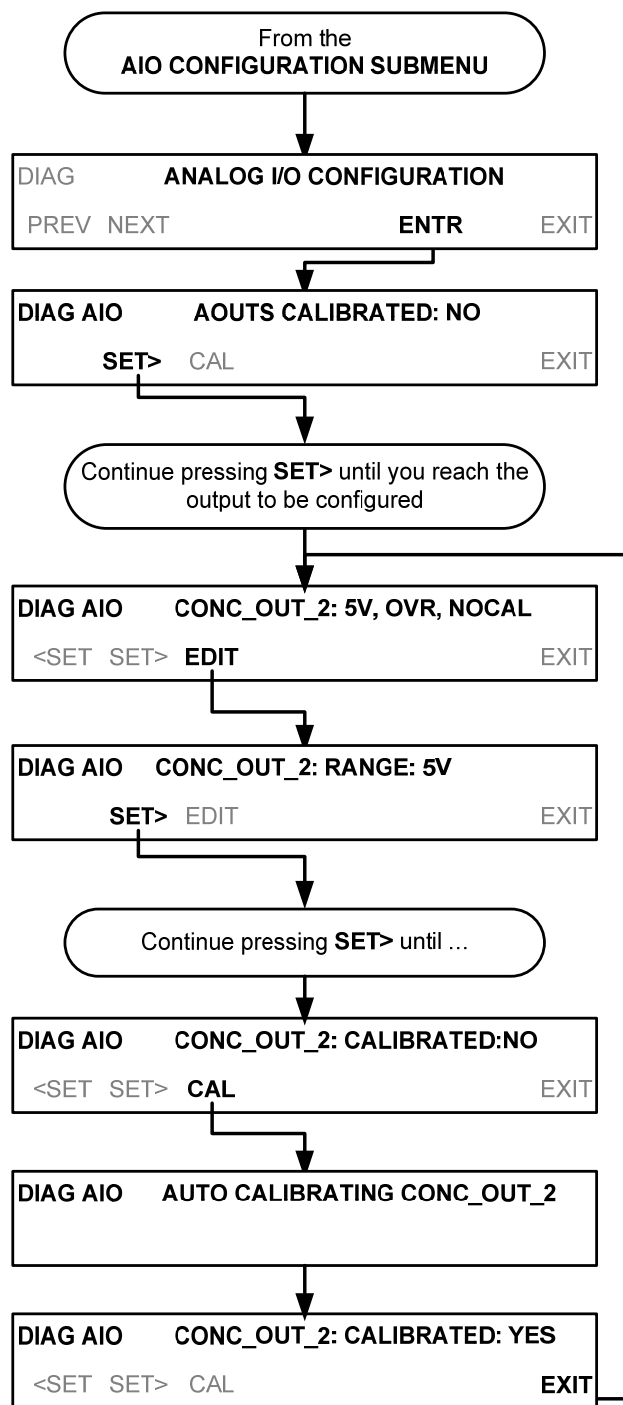 From the
AIO CONFIGURATION SUBMENU
DIAG ANALOG I/O CONFIGURATION
PREV NEXT ENTR EXIT
DIAG AIO AOUTS CALIBRATED: NO
SET> CAL EXIT
Continue pressing SET> until you reach the
output to be configured
DIAG AIO CONC_OUT_2: 5V, OVR, NOCAL
<SET SET> EDIT EXIT
DIAG AIO CONC_OUT_2: RANGE: 5V
SET> EDIT EXIT
Continue pressing SET> until ...
DIAG AIO CONC_OUT_2: CALIBRATED:NO
<SET SET> CAL EXIT
DIAG AIO AUTO CALIBRATING CONC_OUT_2
DIAG AIO CONC_OUT_2: CALIBRATED: YES
<SET SET> CAL EXIT